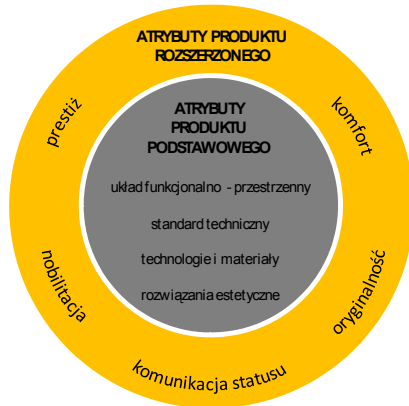 ATRYBUTY PRODUKTU
ROZSZERZONEGO
prestiż
komfort
ATRYBUTY
PRODUKTU
PODSTAWOWEGO
układ funkcjonalno - przestrzenny
standard techniczny
technologie i materiały
rozwiązania estetyczne
nobilitacja
oryginalność
komunikacja statusu